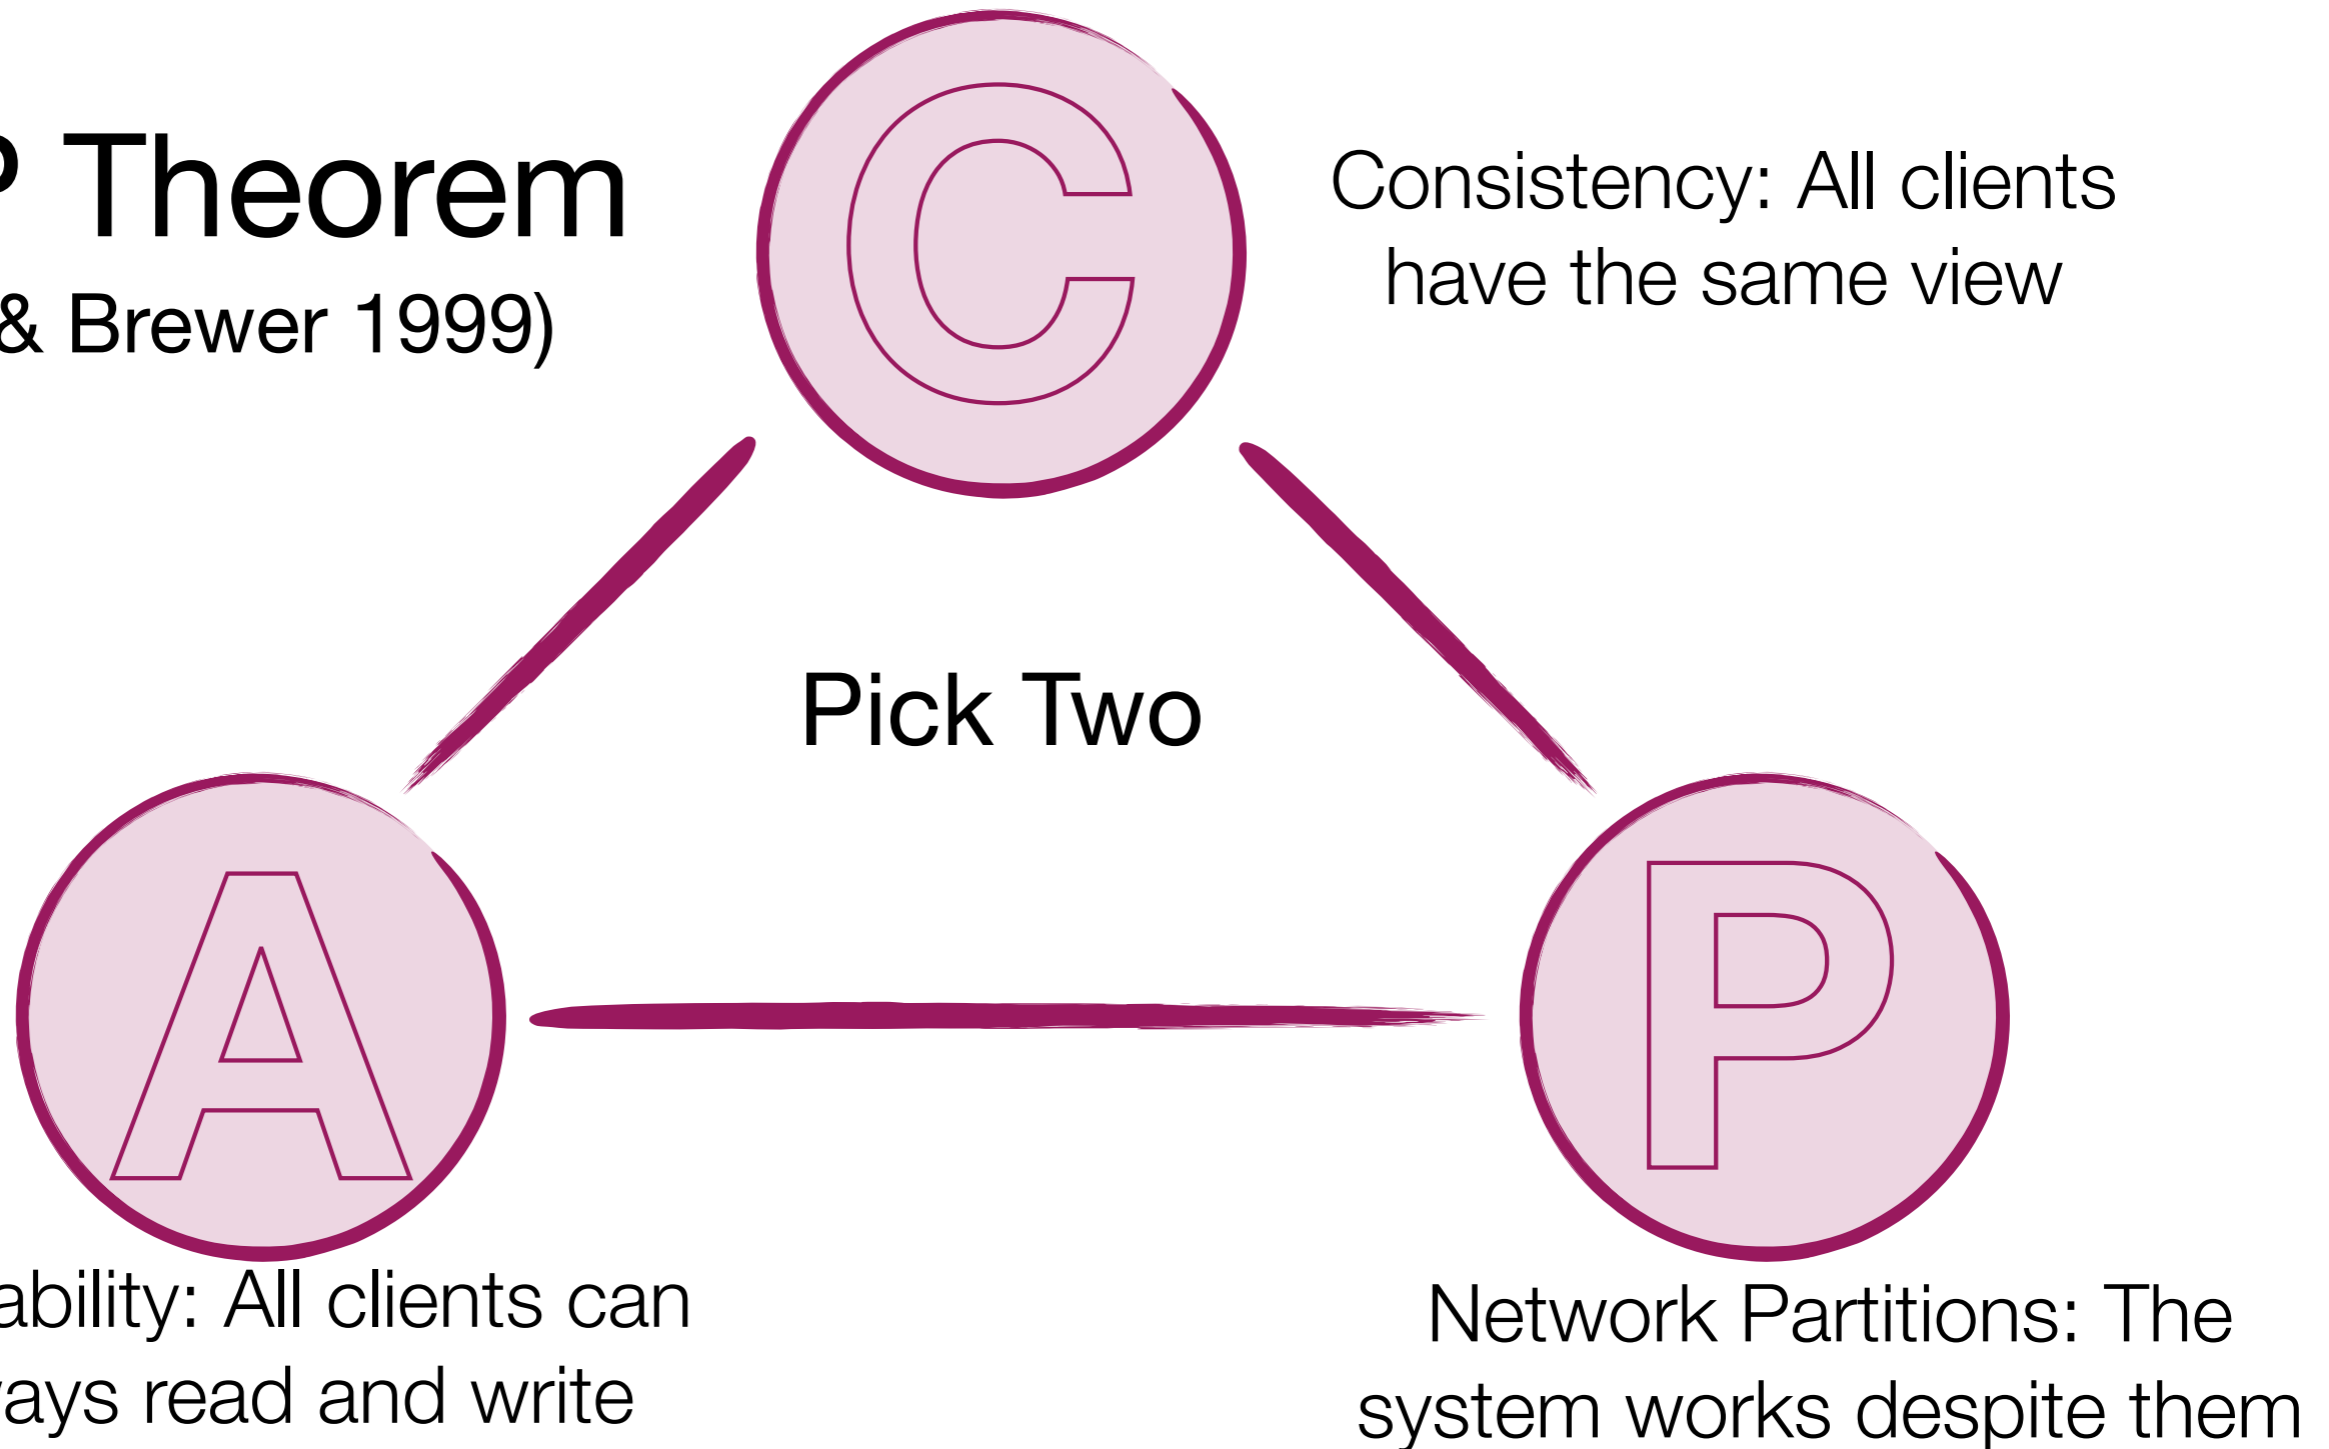 P Theorem
& Brewer 1999)
C
Consistency: All clients
have the same view
Pick Two
A
P
ability: All clients can
ways read and write
Network Partitions: The
system works despite them